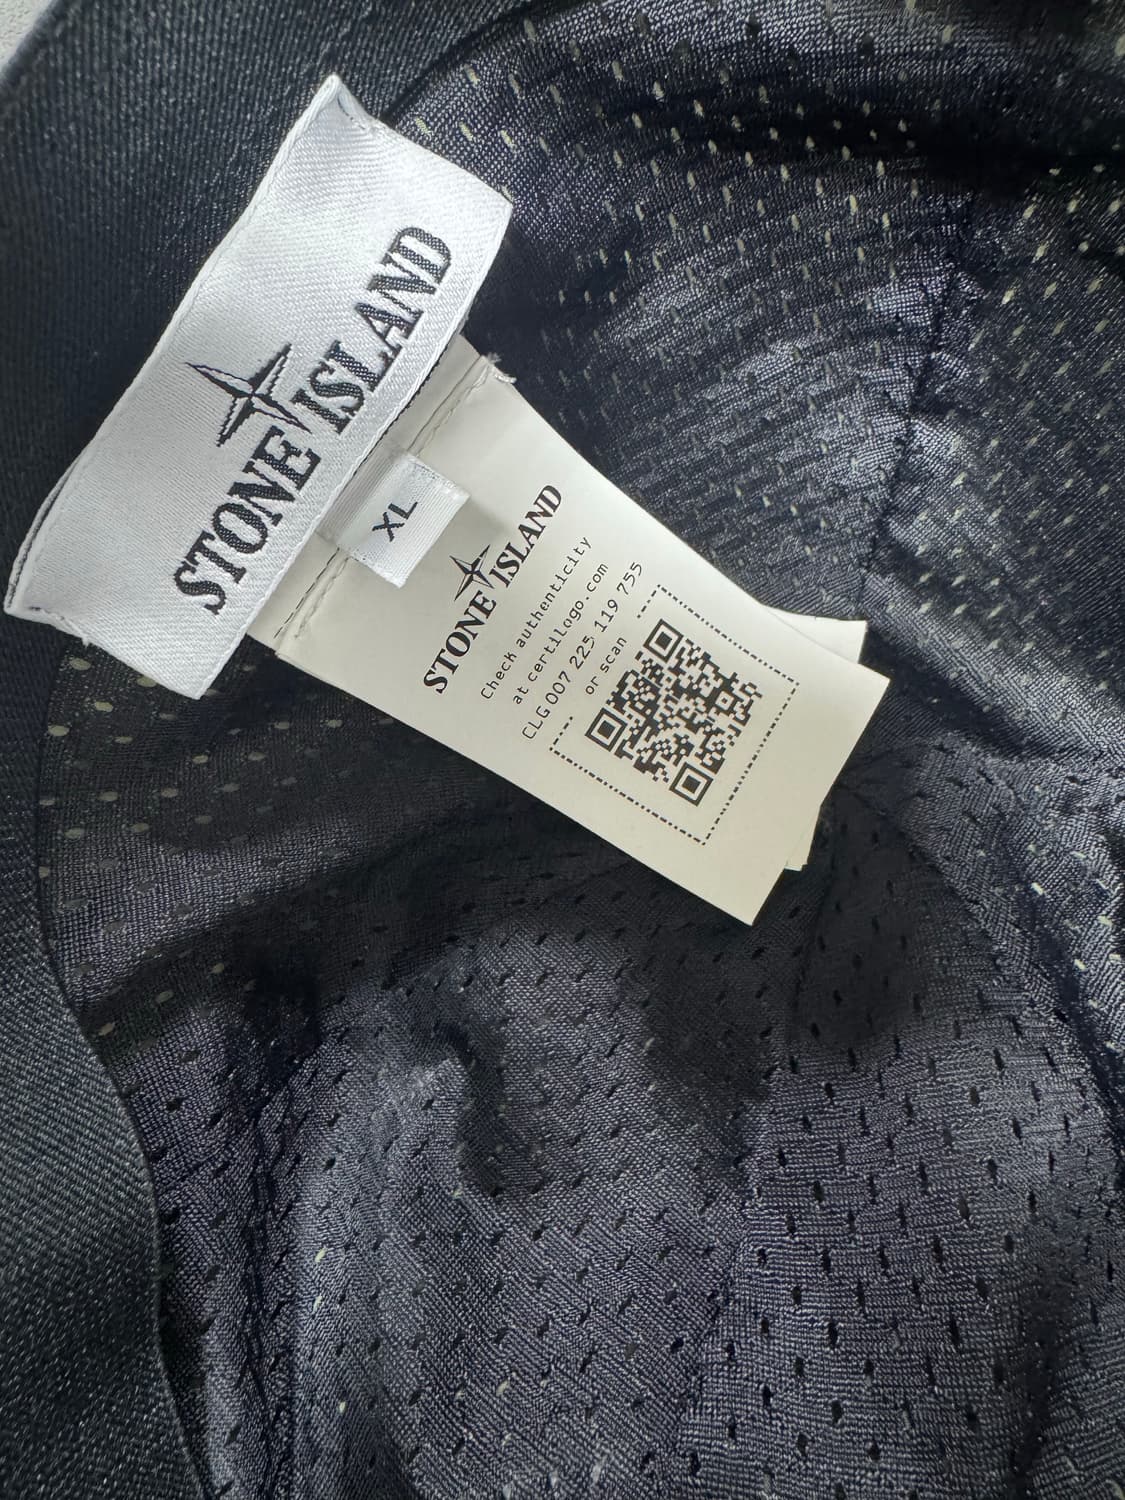 STONE ISLAND
XL
STONE ISLAND
Check authenticity
at certilogo.com
CLG 007 225 119 755
or scan